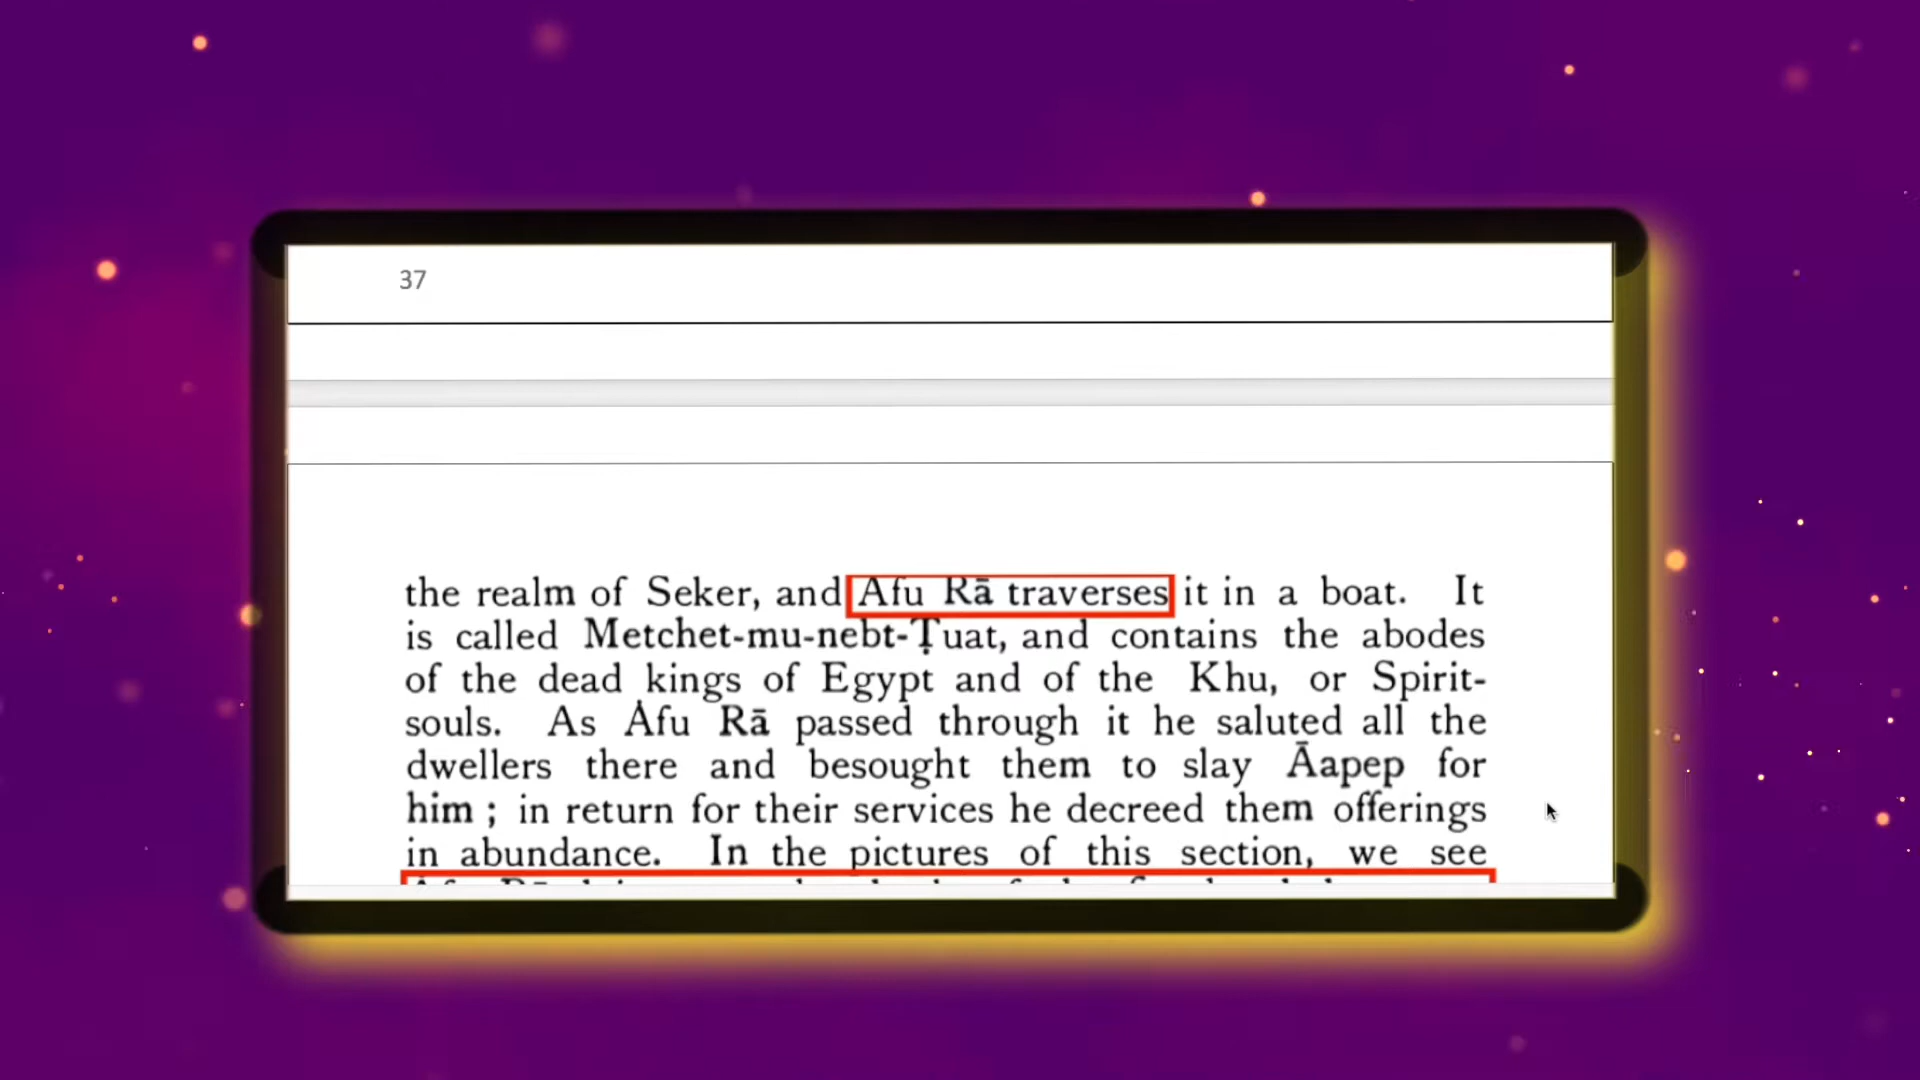 37
the realm of Seker, and Afu Rā traverses it in a boat. It
is called Metchet-mu-nebt-Ṭuat, and contains the abodes
of the dead kings of Egypt and of the Khu, or Spirit-
souls. As Ȧfu Rā passed through it he saluted all the
dwellers there and besought them to slay Āapep for
him ; in return for their services he decreed them offerings
in abundance. In the pictures of this section, we see